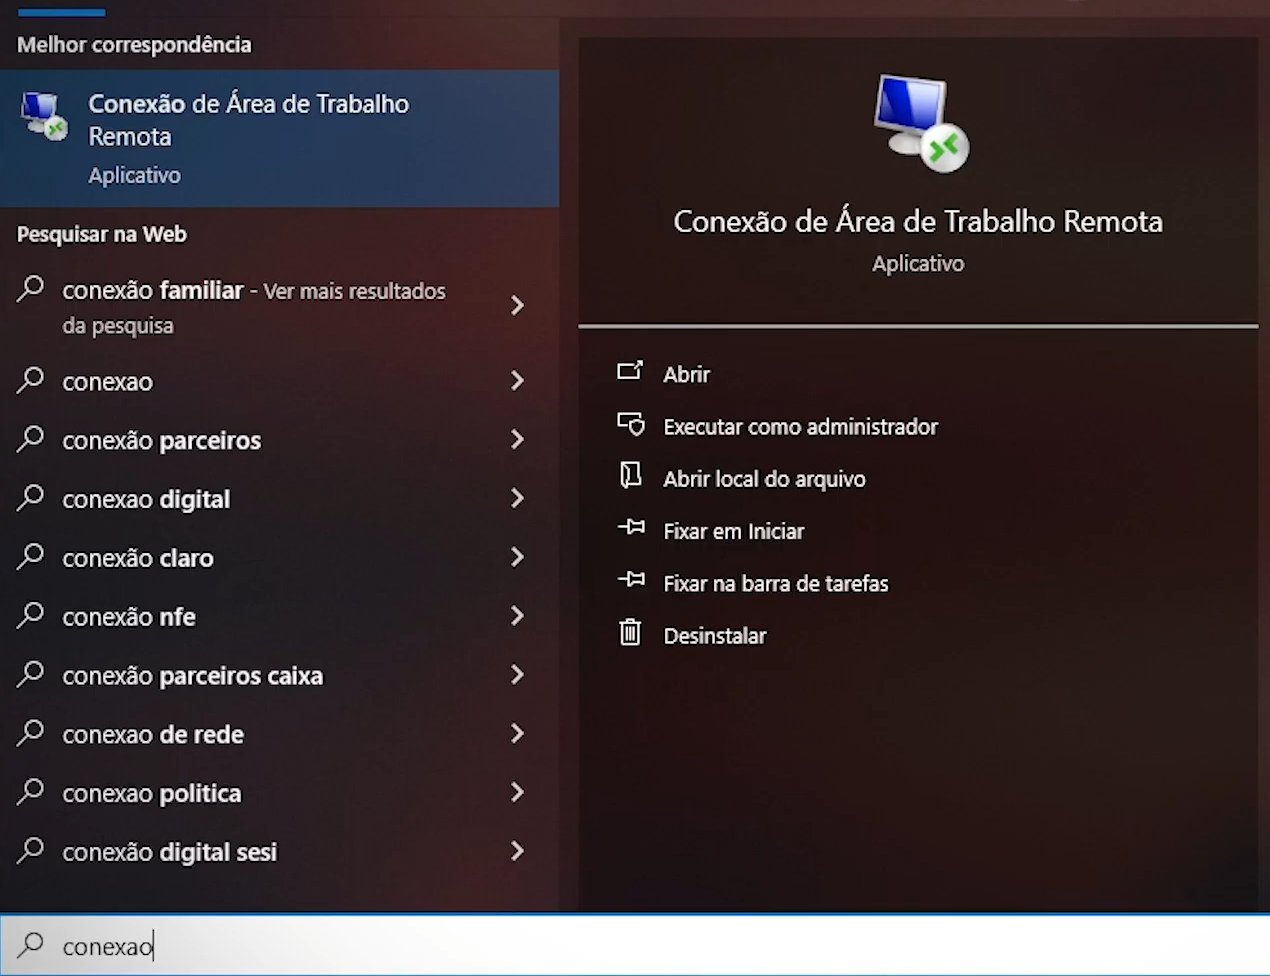 Melhor correspondência
Conexão de Área de Trabalho
Remota
Aplicativo
Pesquisar na Web
conexão familiar - Ver mais resultados
da pesquisa
conexao
conexão parceiros
conexao digital
conexão claro
conexão nfe
conexão parceiros caixa
conexao de rede
conexao politica
conexão digital sesi
conexao
Conexão de Área de Trabalho Remota
Aplicativo
Abrir
Executar como administrador
Abrir local do arquivo
Fixar em Iniciar
Fixar na barra de tarefas
Desinstalar